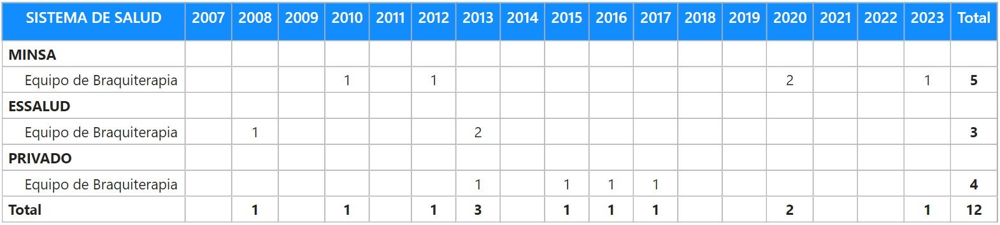 SISTEMA DE SALUD 2007 2008 2009 2010 2011 2012 2013 2014 2015 2016 2017 2018 2019 2020 2021 2022 2023 Total
MINSA
Equipo de Braquiterapia 1 1 2 1 5
ESSALUD
Equipo de Braquiterapia 1 2 3
PRIVADO
Equipo de Braquiterapia 1 1 1 1 4
Total 1 1 1 3 1 1 1 2 1 12